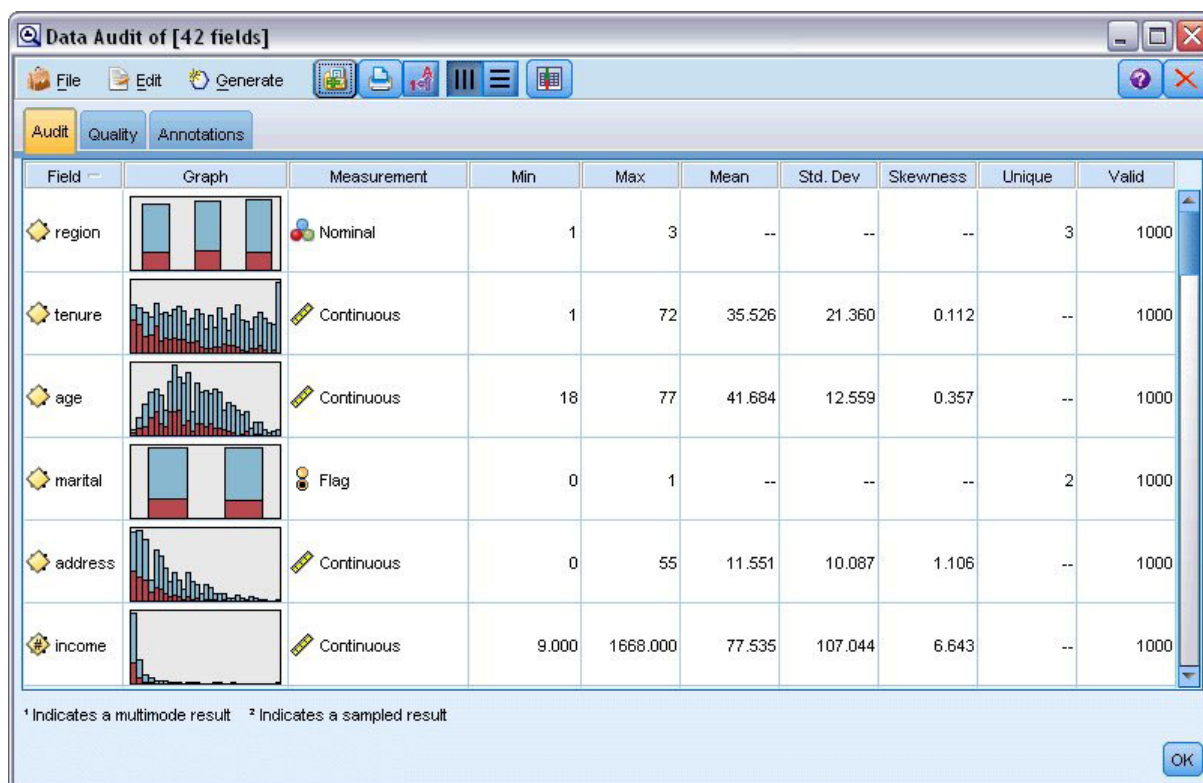 Data Audit of [42 fields]
File Edit Generate
Audit Quality Annotations
Field Graph Measurement Min Max Mean Std. Dev Skewness Unique Valid
region Nominal 1 3 -- -- -- 3 1000
tenure Continuous 1 72 35.526 21.360 0.112 -- 1000
age Continuous 18 77 41.684 12.559 0.357 -- 1000
marital Flag 0 1 -- -- -- 2 1000
address Continuous 0 55 11.551 10.087 1.106 -- 1000
income Continuous 9.000 1668.000 77.535 107.044 6.643 -- 1000
¹ Indicates a multimode result ² Indicates a sampled result
OK